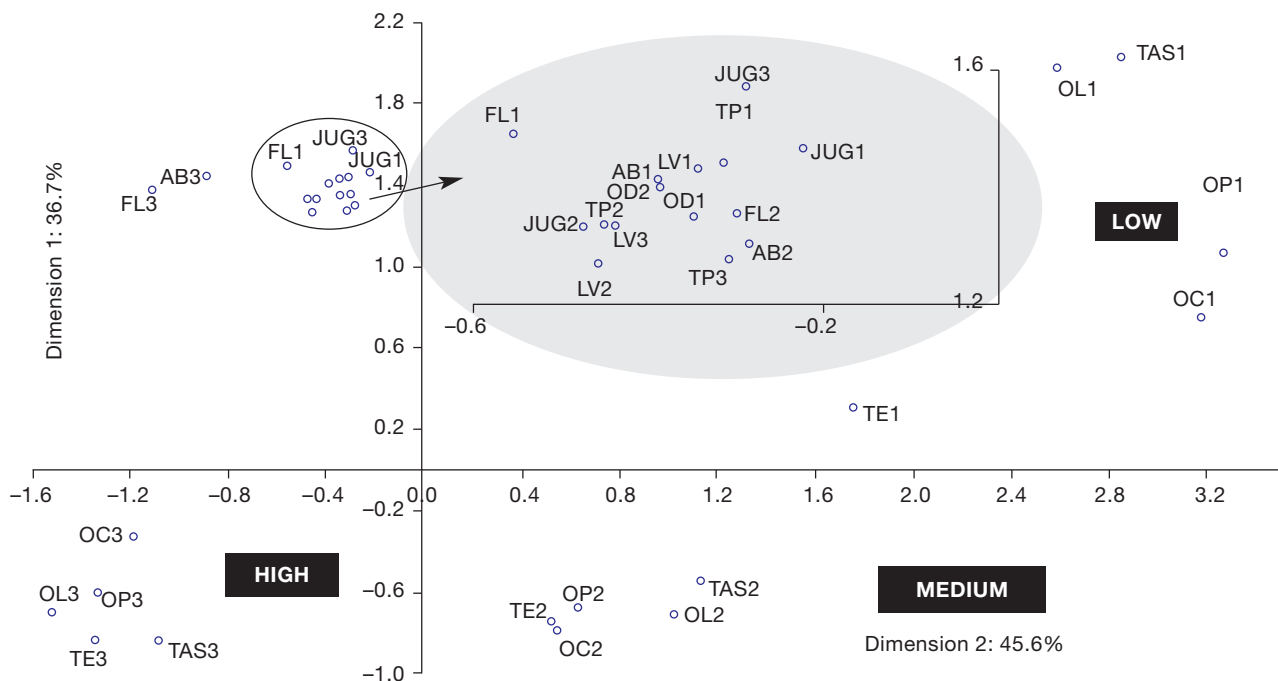 2.2
1.8
1.4
1.0
0.6
0.2
−0.2
−0.6
−1.0
Dimension 1: 36.7%
FL3
AB3
FL1
JUG3
JUG1
FL1
JUG3
TP1
JUG1
LV1
AB1
OD2
OD1
TP2
JUG2
LV3
FL2
AB2
TP3
LV2
1.6
1.2
−0.6
−0.2
TAS1
OL1
OP1
LOW
OC1
TE1
−1.6
−1.2
−0.8
−0.4
0.0
0.4
0.8
1.2
1.6
2.0
2.4
2.8
3.2
OC3
HIGH
OL3
OP3
TE3
TAS3
TE2
OP2
OC2
TAS2
OL2
MEDIUM
Dimension 2: 45.6%